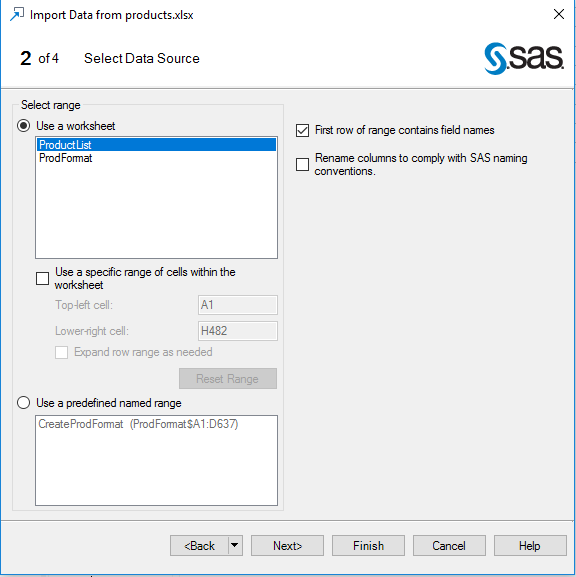 Import Data from products.xlsx
2 of 4 Select Data Source
sas
Select range
Use a worksheet
ProductList
ProdFormat
First row of range contains field names
Rename columns to comply with SAS naming
conventions.
Use a specific range of cells within the
worksheet
Top-left cell: A1
Lower-right cell: H482
Expand row range as needed
Reset Range
Use a predefined named range
CreateProdFormat (ProdFormat$A1:D637)
<Back Next> Finish Cancel Help